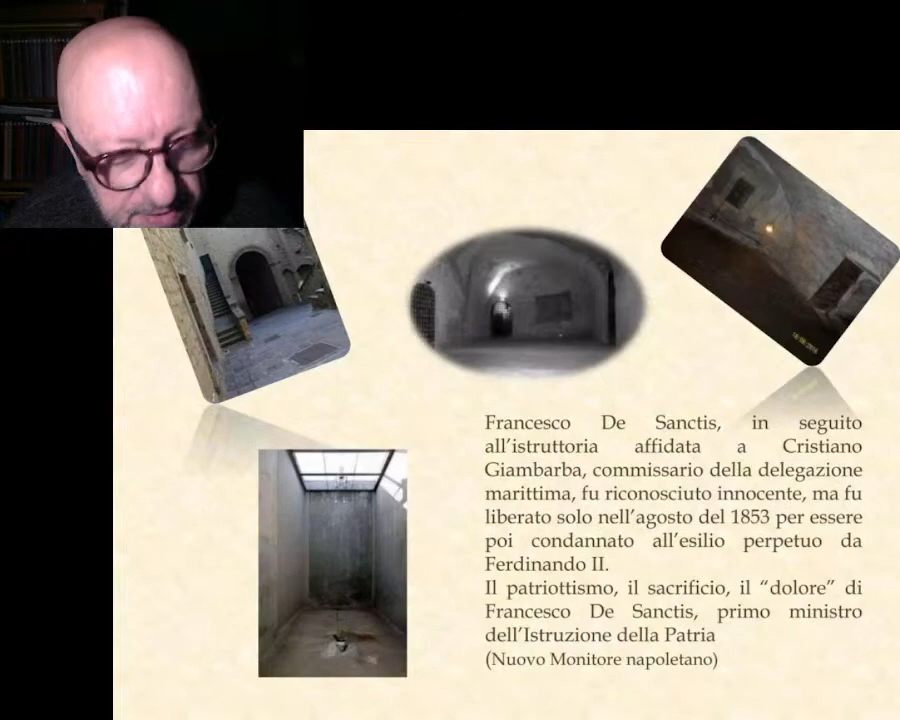 Francesco De Sanctis, in seguito
all'istruttoria affidata a Cristiano
Giambarba, commissario della delegazione
marittima, fu riconosciuto innocente, ma fu
liberato solo nell'agosto del 1853 per essere
poi condannato all'esilio perpetuo da
Ferdinando II.
Il patriottismo, il sacrificio, il “dolore” di
Francesco De Sanctis, primo ministro
dell'Istruzione della Patria
(Nuovo Monitore napoletano)